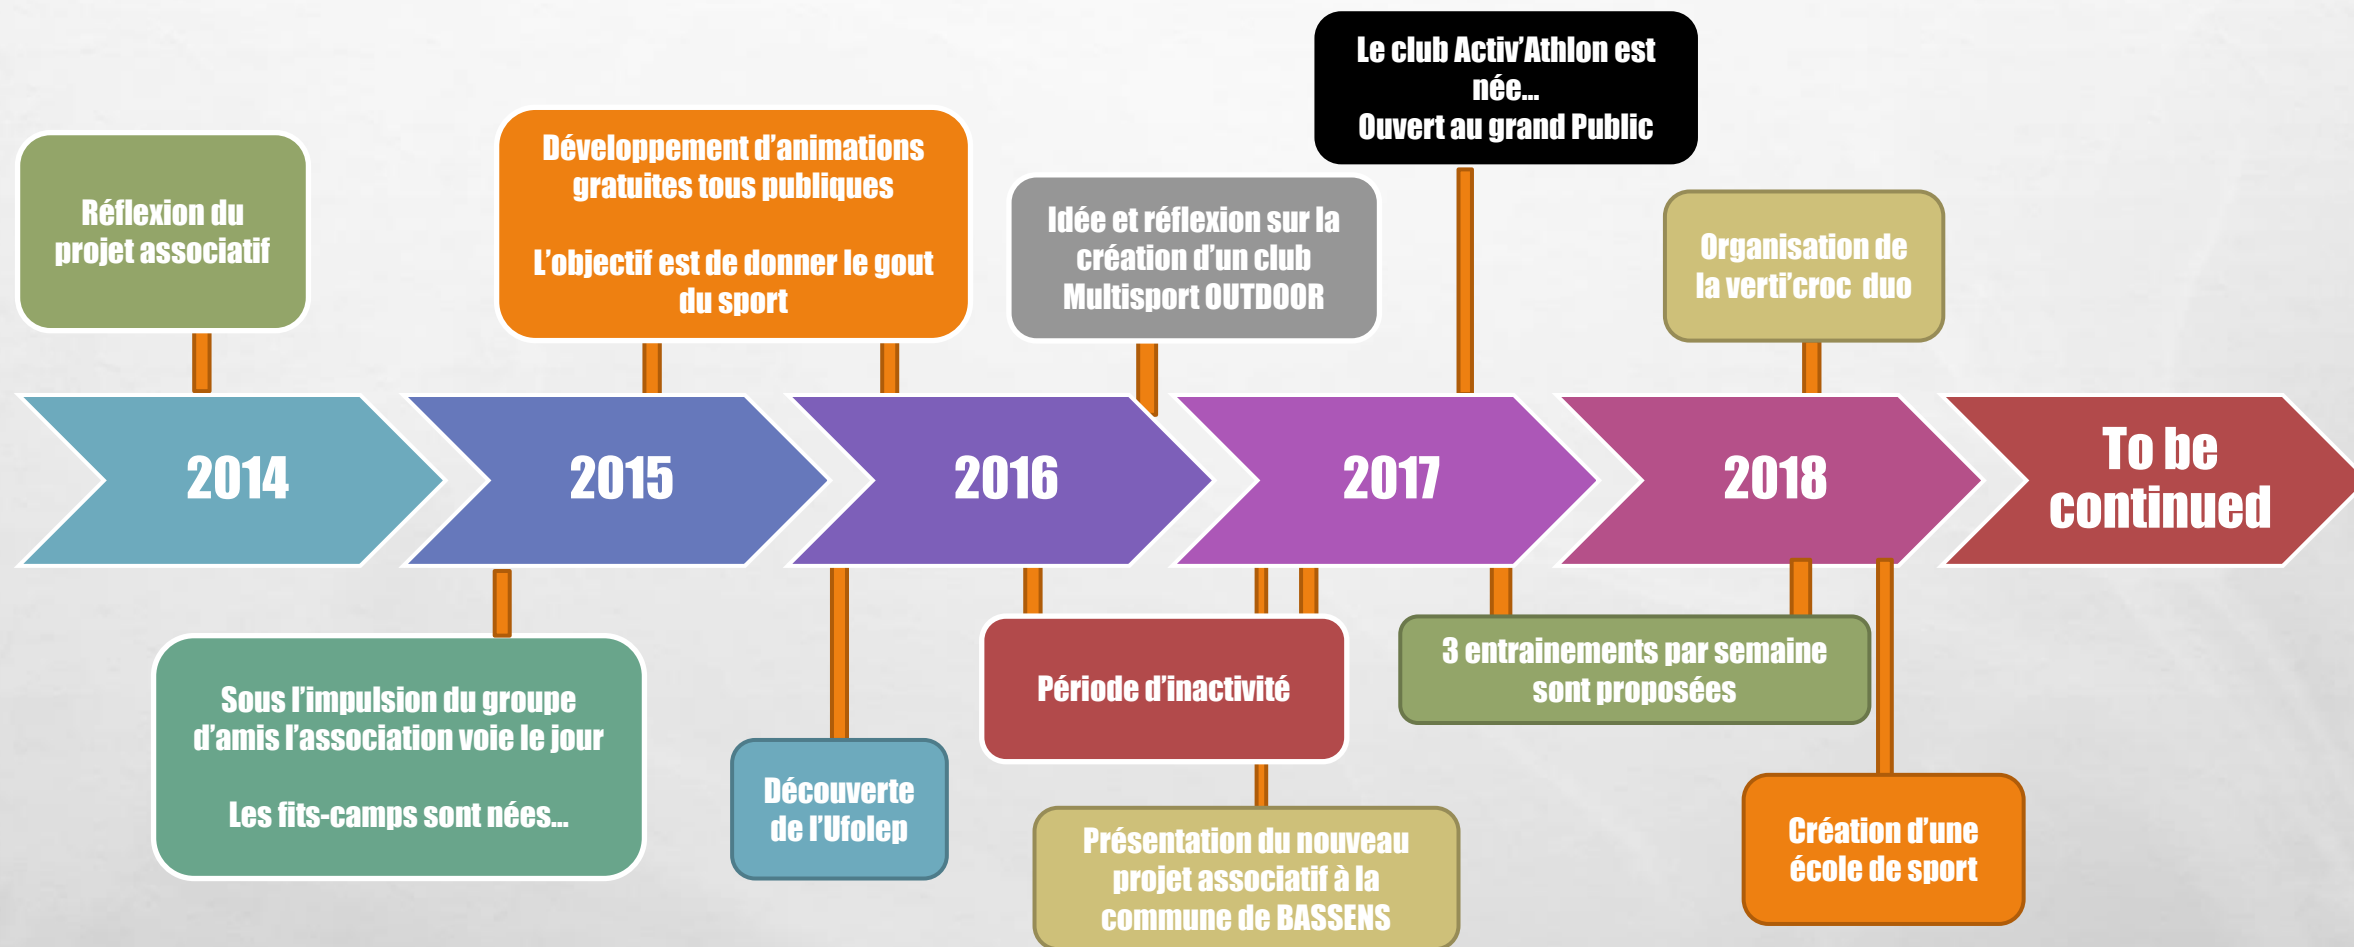 Le club Activ’Athlon est
née...
Ouvert au grand Public
Réflexion du
projet associatif
Développement d’animations
gratuites tous publiques
L’objectif est de donner le gout
du sport
Idée et réflexion sur la
création d’un club
Multisport OUTDOOR
Organisation de
la verti’croc duo
2014
2015
2016
2017
2018
To be
continued
Sous l’impulsion du groupe
d’amis l’association voie le jour
Les fits-camps sont nées...
Découverte
de l’Ufolep
Période d’inactivité
Présentation du nouveau
projet associatif à la
commune de BASSENS
3 entrainements par semaine
sont proposées
Création d’une
école de sport